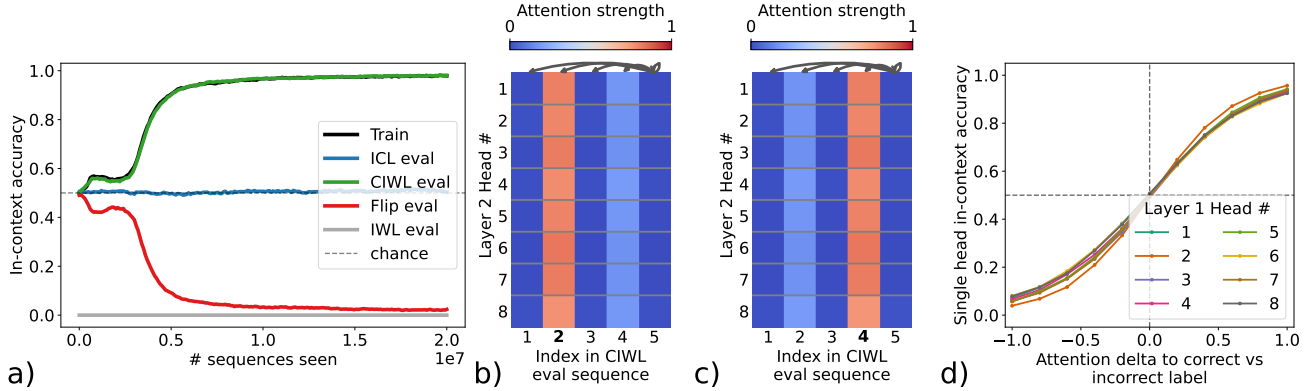 a)
In-context accuracy
1.0
0.8
0.6
0.4
0.2
0.0
Train
ICL eval
CIWL eval
Flip eval
IWL eval
chance
0.0 0.5 1.0 1.5 2.0
1e7
# sequences seen
b)
Attention strength
0 1
Layer 2 Head #
1
2
3
4
5
6
7
8
1 2 3 4 5
Index in CIWL
eval sequence
c)
Attention strength
0 1
1
2
3
4
5
6
7
8
1 2 3 4 5
Index in CIWL
eval sequence
d)
Single head in-context accuracy
1.0
0.8
0.6
0.4
0.2
0.0
Layer 1 Head #
1 5
2 6
3 7
4 8
−1.0 −0.5 0.0 0.5 1.0
Attention delta to correct vs
incorrect label